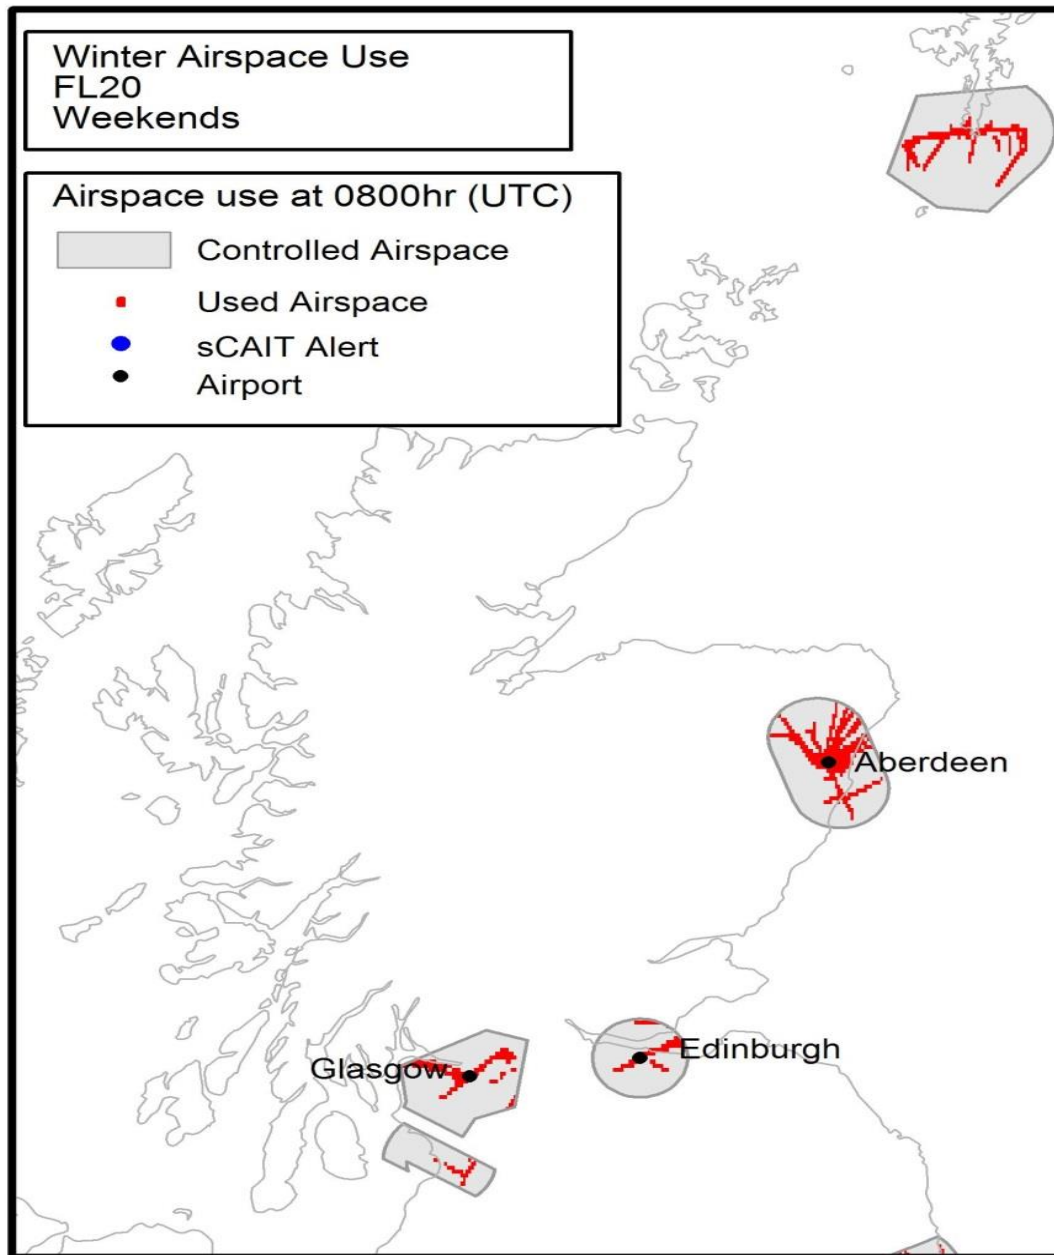 Winter Airspace Use
FL20
Weekends
Airspace use at 0800hr (UTC)
Controlled Airspace
Used Airspace
sCAIT Alert
Airport
Aberdeen
Edinburgh
Glasgow